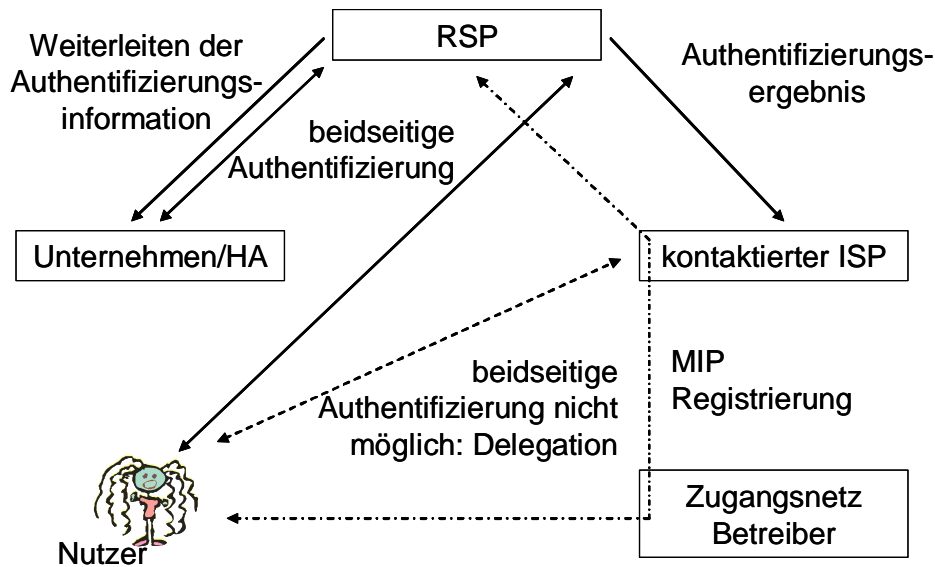 RSP
Weiterleiten der
Authentifizierungs-
information
Authentifizierungs-
ergebnis
beidseitige
Authentifizierung
Unternehmen/HA
kontaktierter ISP
beidseitige
Authentifizierung nicht
möglich: Delegation
MIP
Registrierung
Zugangsnetz
Betreiber
Nutzer